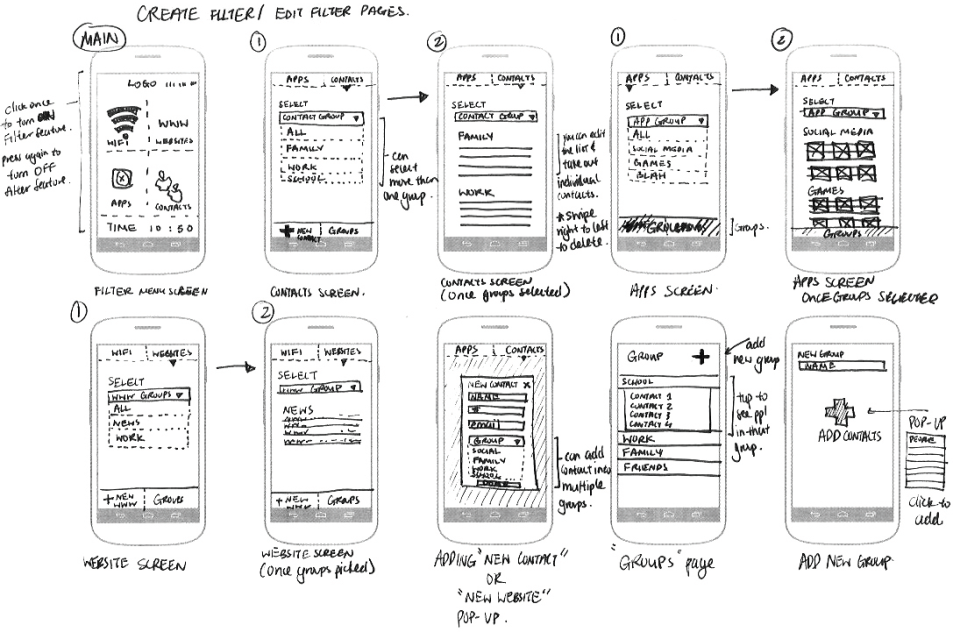 CREATE FILTER/ EDIT FILTER PAGES.
MAIN
click once
to turn ON
Filter feature.
press again to
turn OFF
filter feature.
LOGO
WIFI
WWW
WEBSITES
APPS
CONTACTS
TIME 10:50
FILTER MENU SCREEN
1
APPS CONTACTS
SELECT
CONTACT GROUP
ALL
FAMILY
WORK
SCHOOL
+ NEW CONTACT
GROUPS
can
select
more than
one group.
CONTACTS SCREEN.
2
APPS CONTACTS
SELECT
CONTACT GROUP
FAMILY
WORK
you can edit
the list &
take out
individual
contacts.
* Swipe
right to left
to delete.
CONTACTS SCREEN
(once groups selected)
1
APPS CONTACTS
SELECT
APP GROUP
ALL
SOCIAL MEDIA
GAMES
BLAH
Groups.
APPS SCREEN.
2
APPS CONTACTS
SELECT
APP GROUP
SOCIAL MEDIA
GAMES
GROUPS
APPS SCREEN
ONCE GROUPS SELECTED
1
WIFI WEBSITES
SELECT
WWW GROUPS
ALL
NEWS
WORK
+ NEW WWW
GROUPS
WEBSITE SCREEN
2
WIFI WEBSITES
SELECT
WWW GROUP
NEWS
+ NEW WWW
GROUPS
WEBSITE SCREEN
(once groups picked)
APPS CONTACTS
NEW CONTACT X
NAME
#
EMAIL
GROUP
SOCIAL
FAMILY
WORK
SCHOOL
can add
contact into
multiple
groups.
ADDING "NEW CONTACT"
OR
"NEW WEBSITE"
POP-UP.
GROUP +
add
new group
SCHOOL
CONTACT 1
CONTACT 2
CONTACT 3
CONTACT 4
WORK
FAMILY
FRIENDS
tap to
see ppl
in that
group.
"GROUPS" page
NEW GROUP
NAME
ADD CONTACTS
POP-UP
PEOPLE
click to
add
ADD NEW GROUP.